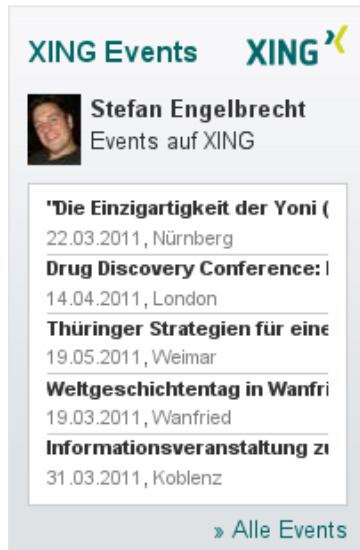 XING Events
XING
Stefan Engelbrecht
Events auf XING
"Die Einzigartigkeit der Yoni (
22.03.2011, Nürnberg
Drug Discovery Conference:
14.04.2011, London
Thüringer Strategien für eine
19.05.2011, Weimar
Weltgeschichtentag in Wanfri
19.03.2011, Wanfried
Informationsveranstaltung zu
31.03.2011, Koblenz
» Alle Events